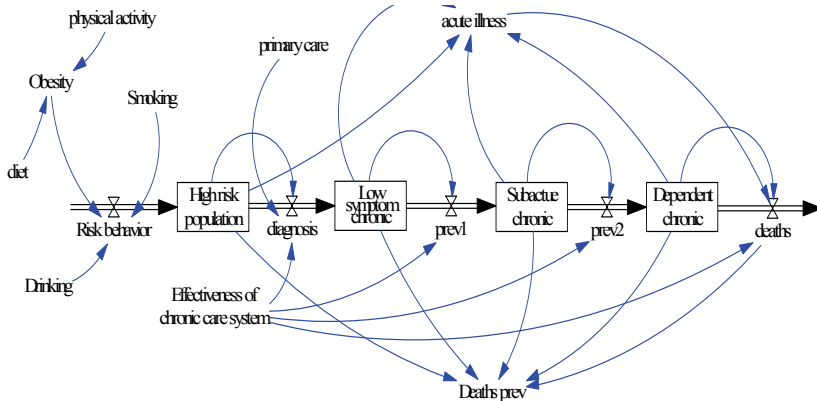 physical activity
acute illness
primary care
Obesity
Smoking
diet
High risk
population
Low
symptom
chronic
Subactue
chronic
Dependent
chronic
Risk behavior
diagnosis
prev1
prev2
deaths
Drinking
Effectiveness of
chronic care system
Deaths prev